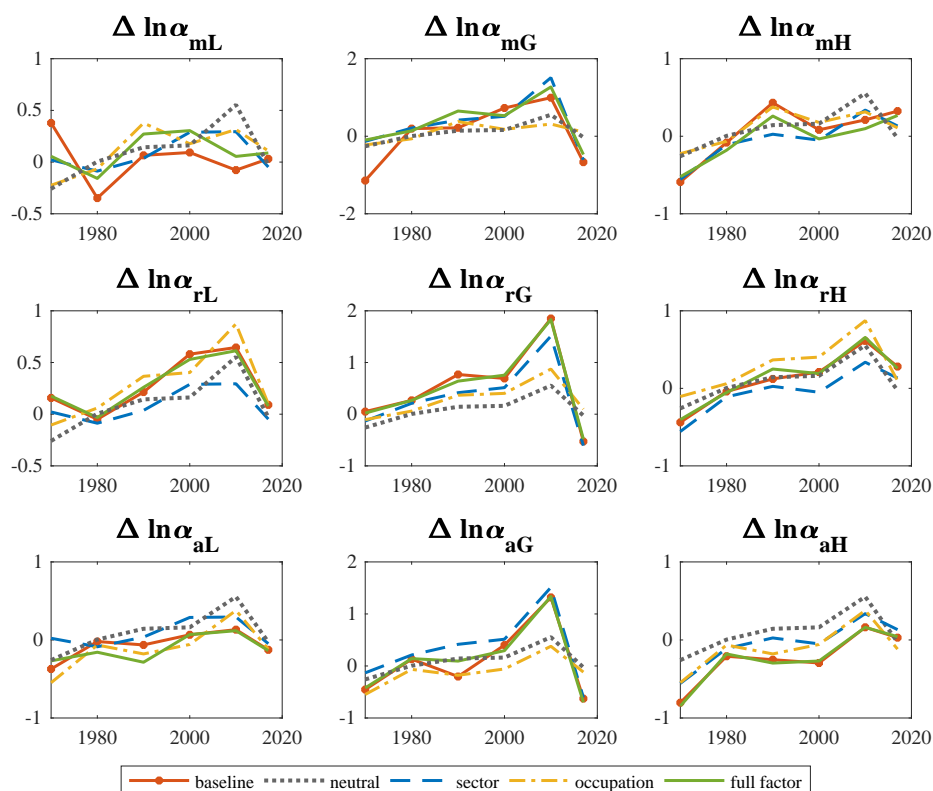 Δ lnα_mL
Δ lnα_mG
Δ lnα_mH
1
0.5
0
-0.5
1980 2000 2020
2
0
-2
1980 2000 2020
1
0
-1
1980 2000 2020
Δ lnα_rL
Δ lnα_rG
Δ lnα_rH
1
0.5
0
-0.5
1980 2000 2020
2
1
0
-1
1980 2000 2020
1
0
-1
1980 2000 2020
Δ lnα_aL
Δ lnα_aG
Δ lnα_aH
1
0
-1
1980 2000 2020
2
1
0
-1
1980 2000 2020
1
0
-1
1980 2000 2020
baseline neutral sector occupation full factor